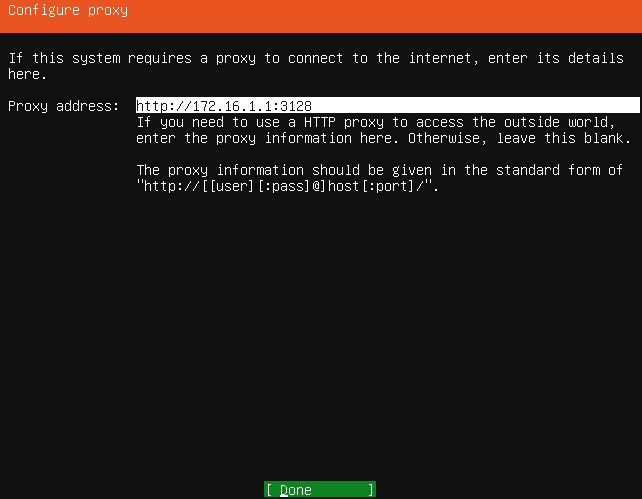 Configure proxy
If this system requires a proxy to connect to the internet, enter its details
here.
Proxy address: http://172.16.1.1:3128
If you need to use a HTTP proxy to access the outside world,
enter the proxy information here. Otherwise, leave this blank.
The proxy information should be given in the standard form of
"http://[[user][:pass]@]host[:port]/".
[ Done ]